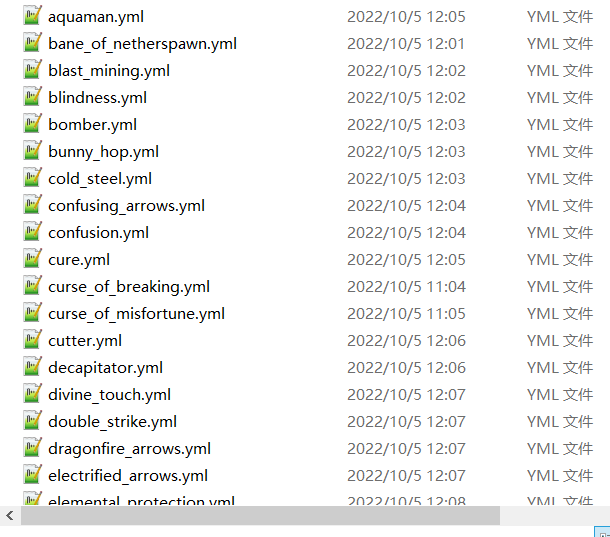 aquaman.yml 2022/10/5 12:05 YML 文件
bane_of_netherspawn.yml 2022/10/5 12:01 YML 文件
blast_mining.yml 2022/10/5 12:02 YML 文件
blindness.yml 2022/10/5 12:02 YML 文件
bomber.yml 2022/10/5 12:03 YML 文件
bunny_hop.yml 2022/10/5 12:03 YML 文件
cold_steel.yml 2022/10/5 12:03 YML 文件
confusing_arrows.yml 2022/10/5 12:04 YML 文件
confusion.yml 2022/10/5 12:04 YML 文件
cure.yml 2022/10/5 12:05 YML 文件
curse_of_breaking.yml 2022/10/5 11:04 YML 文件
curse_of_misfortune.yml 2022/10/5 11:05 YML 文件
cutter.yml 2022/10/5 12:06 YML 文件
decapitator.yml 2022/10/5 12:06 YML 文件
divine_touch.yml 2022/10/5 12:07 YML 文件
double_strike.yml 2022/10/5 12:07 YML 文件
dragonfire_arrows.yml 2022/10/5 12:07 YML 文件
electrified_arrows.yml 2022/10/5 12:07 YML 文件
elemental_protection.yml 2022/10/5 12:08 YML 文件